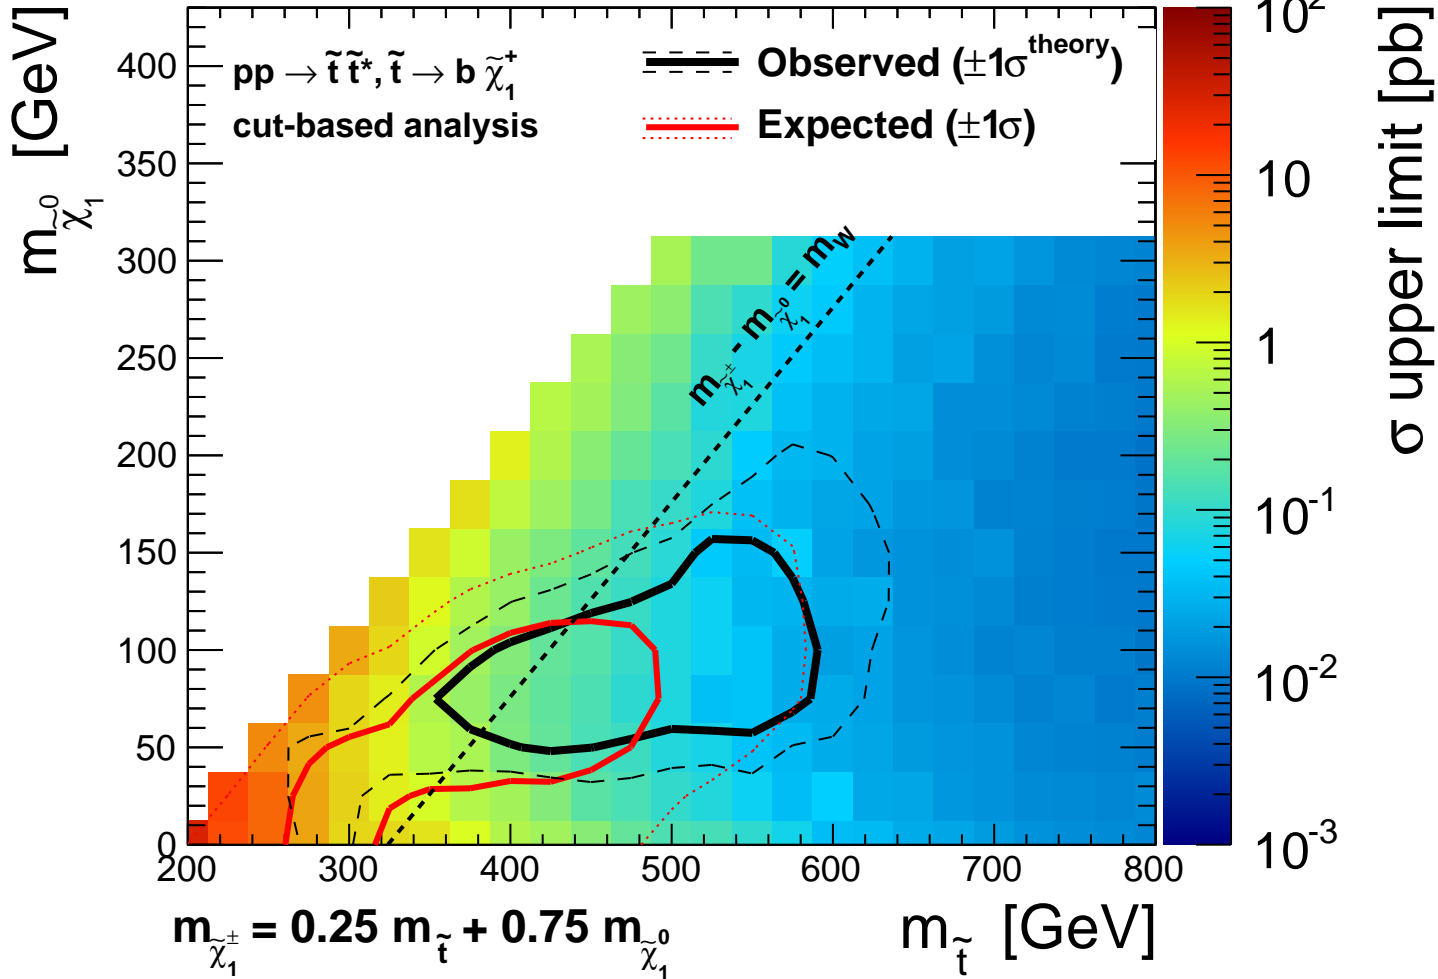 pp → t̃ t̃*, t̃ → b χ̃₁⁺
cut-based analysis
Observed (±1σ^theory)
Expected (±1σ)
m_χ̃₁⁰ [GeV]
400
350
300
250
200
150
100
50
0
m_χ̃₁± - m_χ̃₁⁰ = m_W
200 300 400 500 600 700 800
m_t̃ [GeV]
m_χ̃₁± = 0.25 m_t̃ + 0.75 m_χ̃₁⁰
10²
10
1
10⁻¹
10⁻²
10⁻³
σ upper limit [pb]